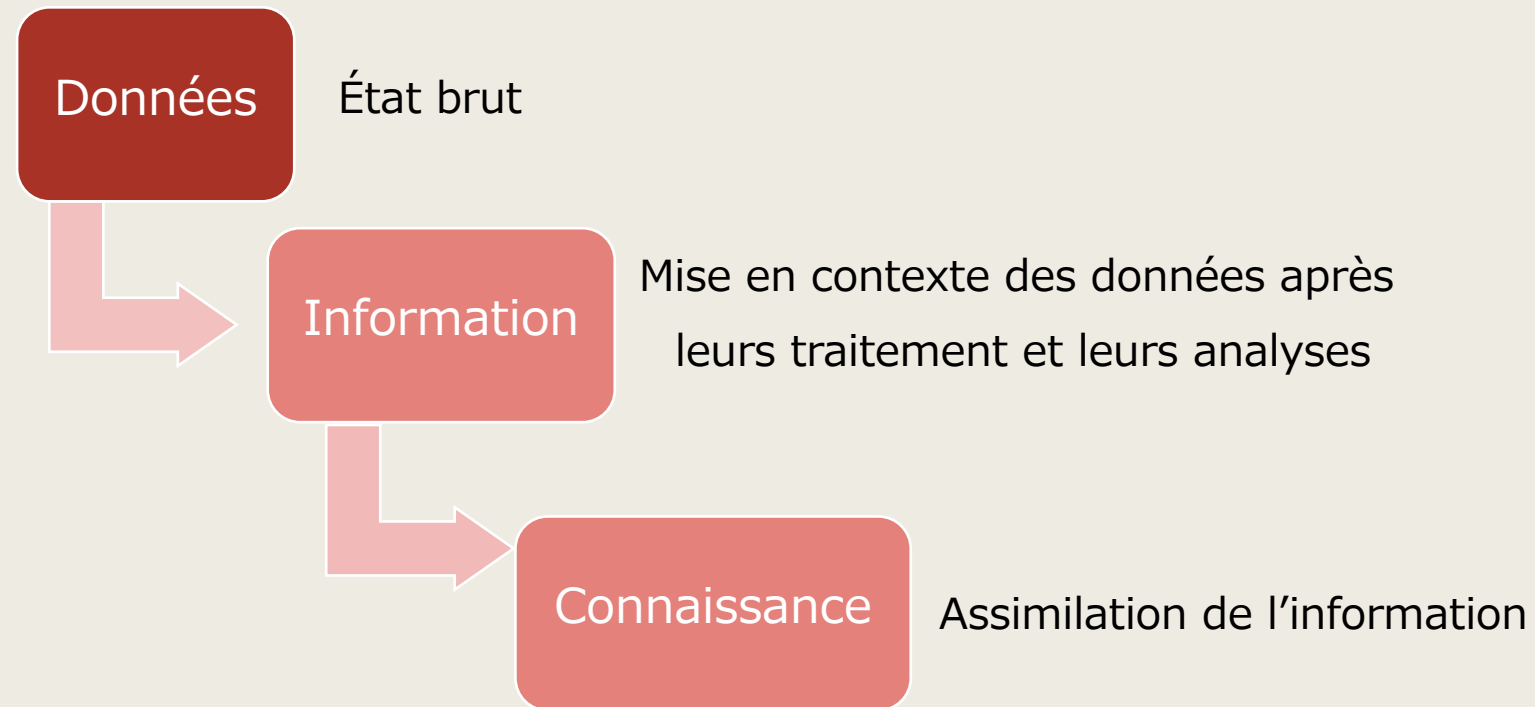 Données
État brut
Information
Mise en contexte des données après
leurs traitement et leurs analyses
Connaissance
Assimilation de l’information